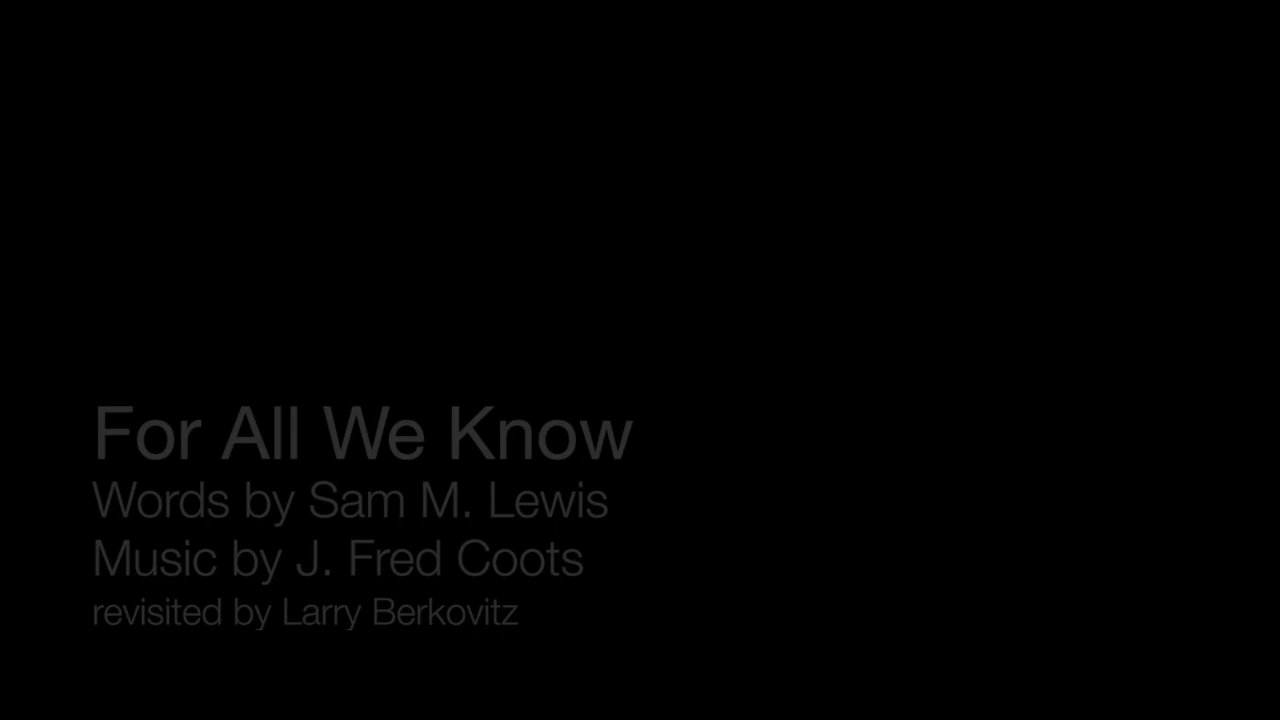 For All We Know
Words by Sam M. Lewis
Music by J. Fred Coots
revisited by Larry Berkovitz